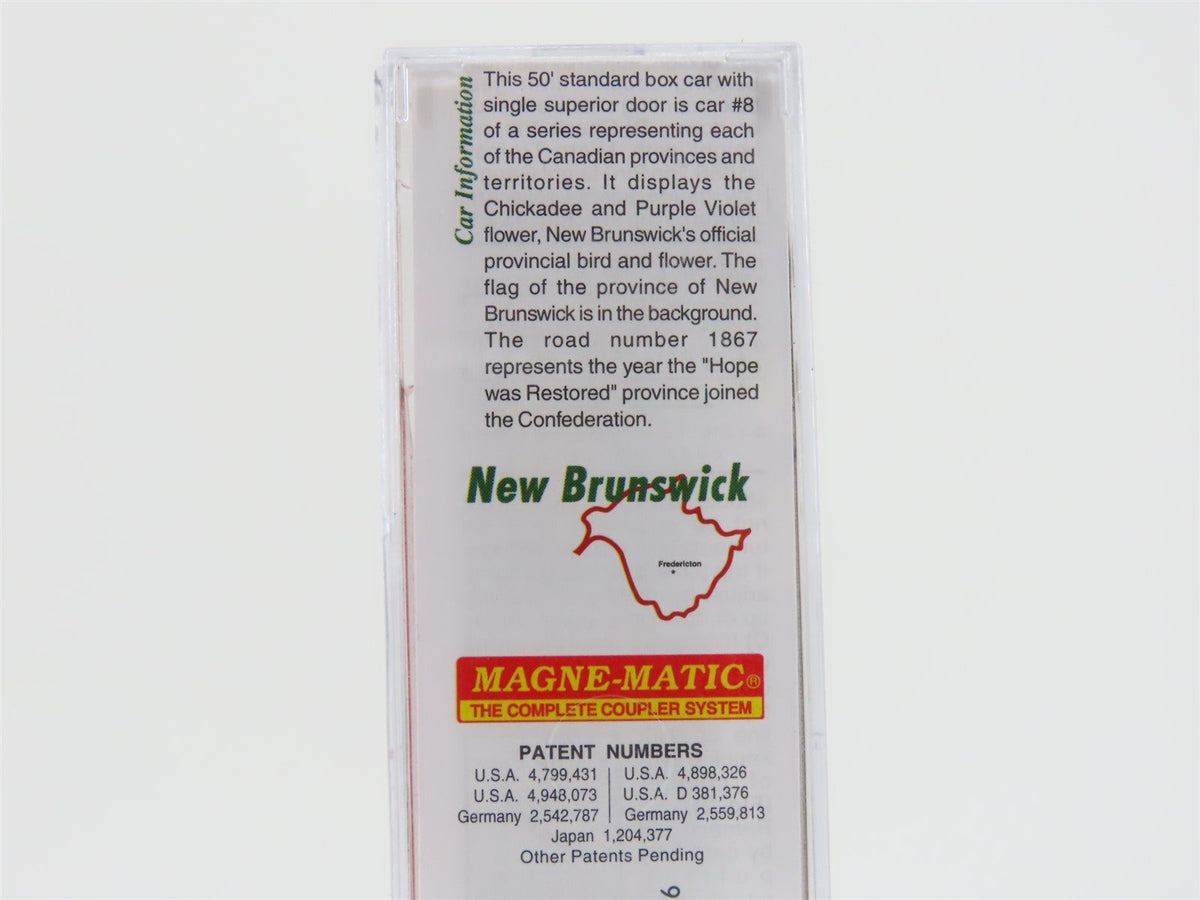 Car Information
This 50' standard box car with
single superior door is car #8
of a series representing each
of the Canadian provinces and
territories. It displays the
Chickadee and Purple Violet
flower, New Brunswick's official
provincial bird and flower. The
flag of the province of New
Brunswick is in the background.
The road number 1867
represents the year the "Hope
was Restored" province joined
the Confederation.
New Brunswick
Fredericton
MAGNE-MATIC®
THE COMPLETE COUPLER SYSTEM
PATENT NUMBERS
U.S.A. 4,799,431 | U.S.A. 4,898,326
U.S.A. 4,948,073 | U.S.A. D 381,376
Germany 2,542,787 | Germany 2,559,813
Japan 1,204,377
Other Patents Pending